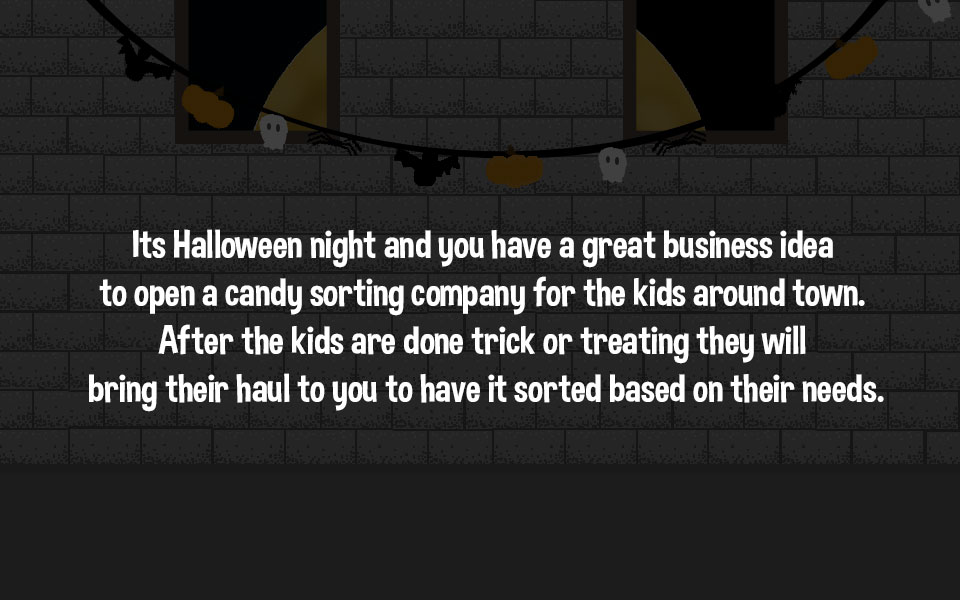 Its Halloween night and you have a great business idea
to open a candy sorting company for the kids around town.
After the kids are done trick or treating they will
bring their haul to you to have it sorted based on their needs.